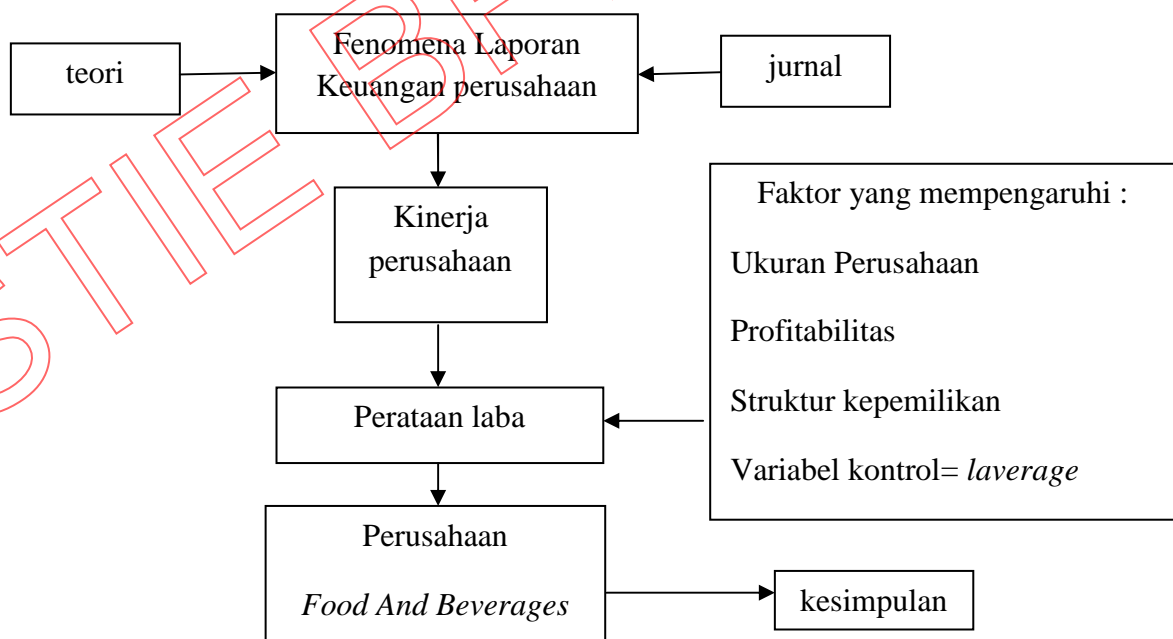 teori
Fenomena Laporan
Keuangan perusahaan
jurnal
Kinerja
perusahaan
Faktor yang mempengaruhi :
Ukuran Perusahaan
Profitabilitas
Struktur kepemilikan
Variabel kontrol= laverage
Perataan laba
Perusahaan
Food And Beverages
kesimpulan
STIE